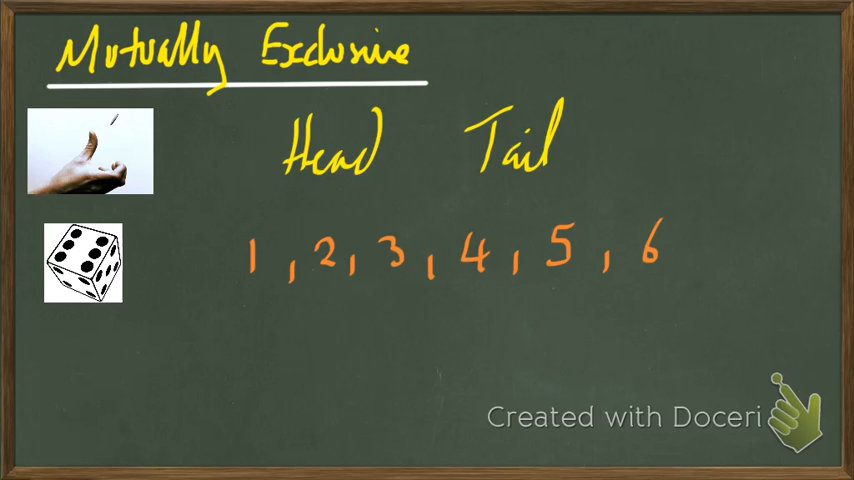 Mutually Exclusive
Head Tail
1, 2, 3, 4, 5, 6
Created with Doceri